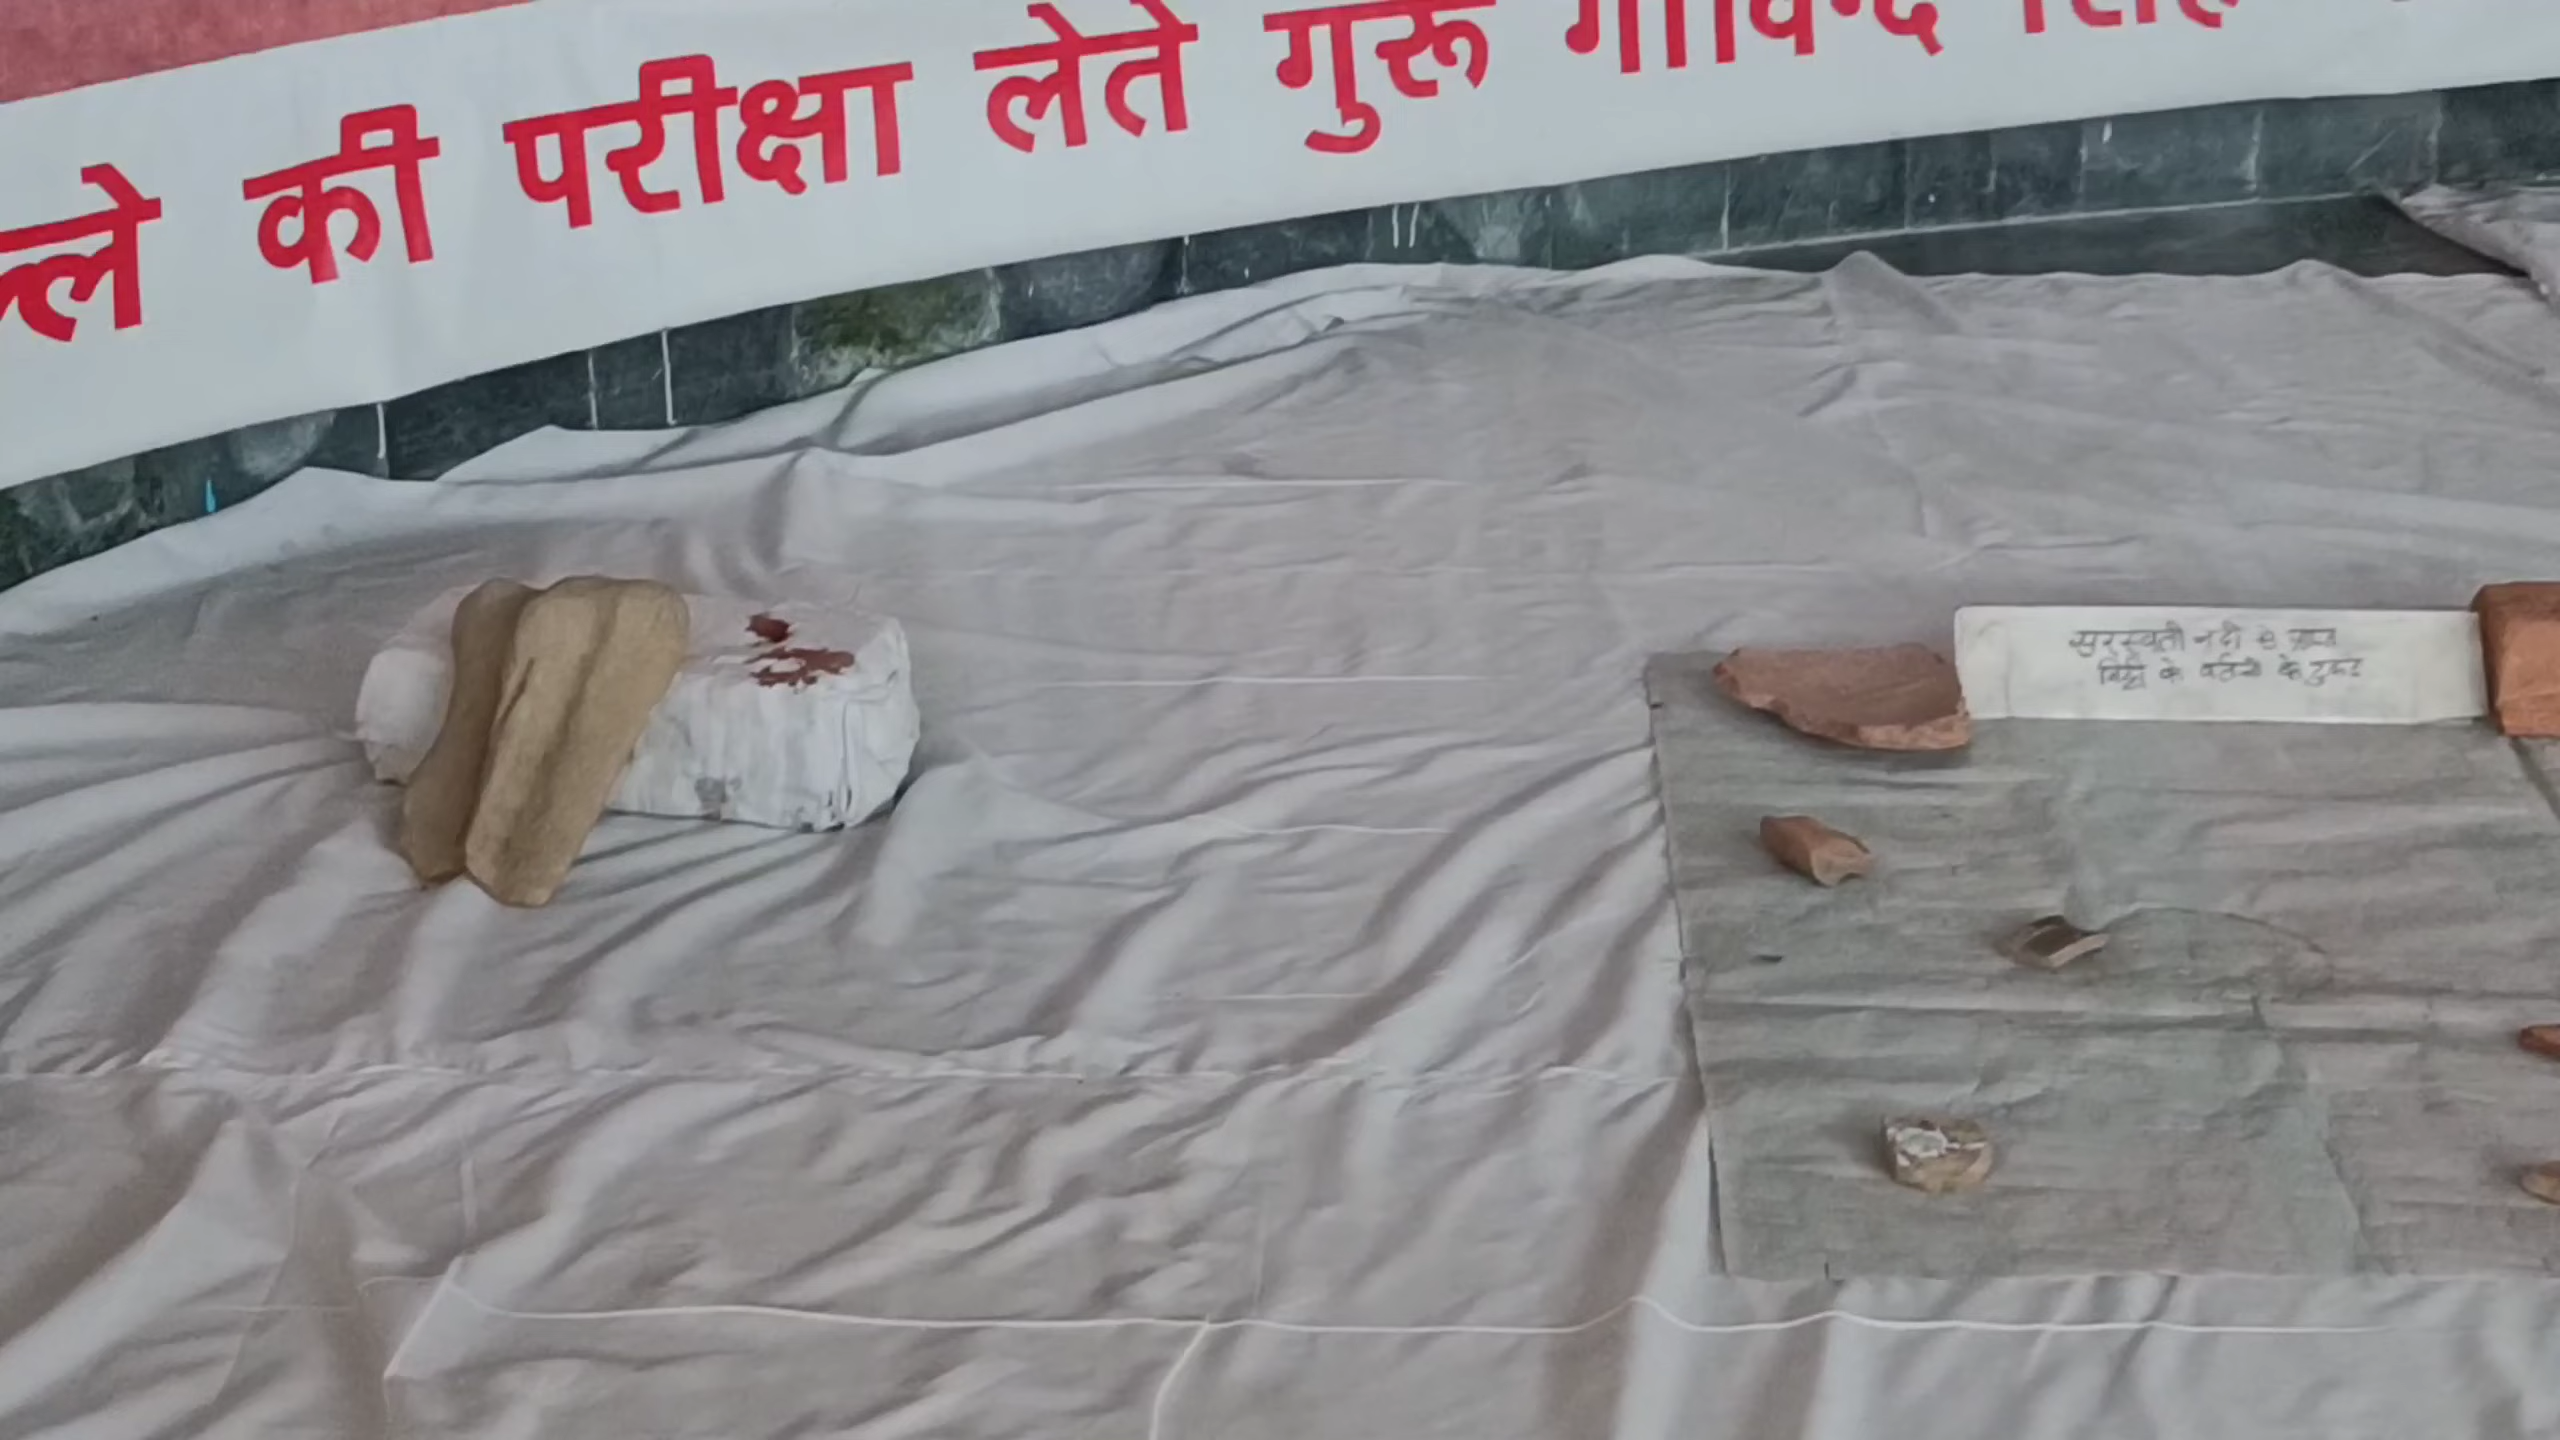 ल्ले की परीक्षा लेते गुरू गोविन्द सिंह
सरस्वती नदी से प्राप्त
मिट्टी के बर्तनों के टुकड़े